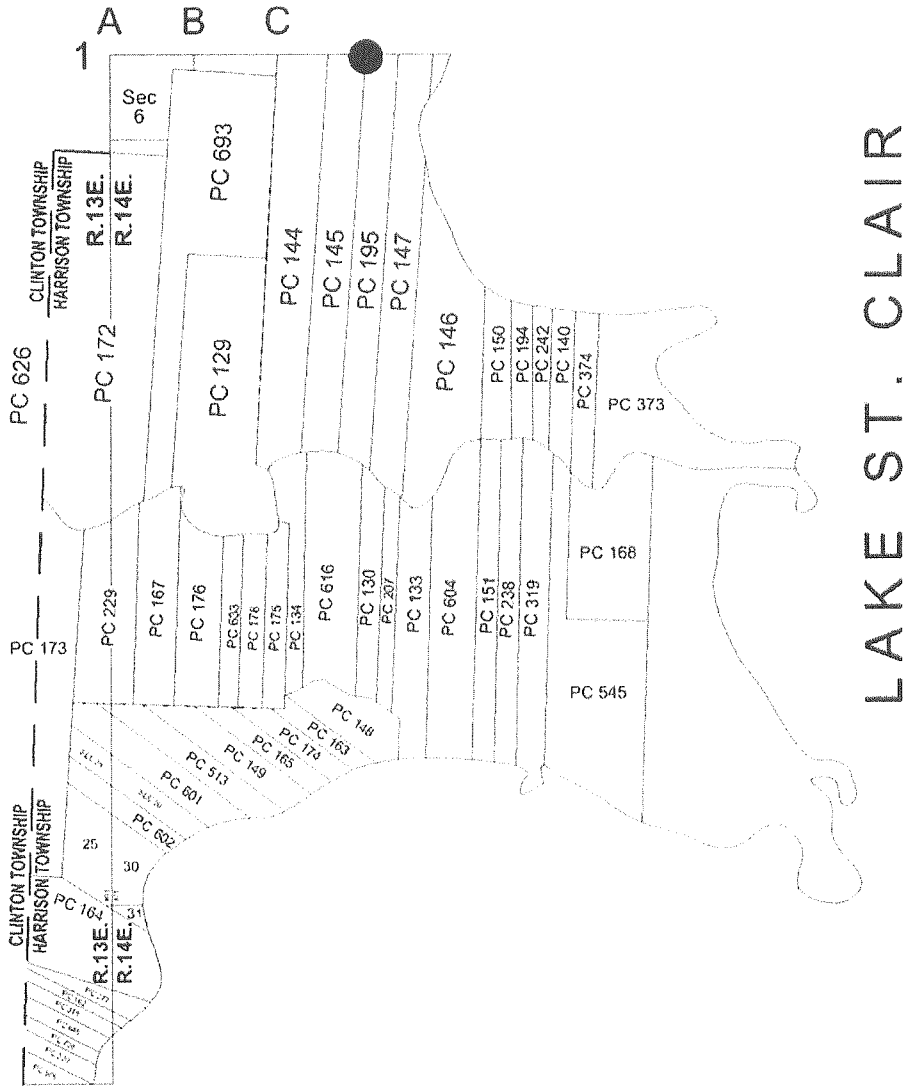 A B C
1
Sec
6
CLINTON TOWNSHIP
HARRISON TOWNSHIP
R.13E.
R.14E.
PC 693
PC 144
PC 145
PC 195
PC 147
PC 626
PC 172
PC 129
PC 146
PC 150
PC 194
PC 242
PC 140
PC 374
PC 373
PC 173
PC 229
PC 167
PC 176
PC 633
PC 178
PC 175
PC 134
PC 616
PC 130
PC 207
PC 133
PC 604
PC 151
PC 238
PC 319
PC 168
PC 545
PC 148
PC 163
PC 174
PC 165
PC 149
PC 513
PC 601
PC 602
25
30
31
PC 164
CLINTON TOWNSHIP
HARRISON TOWNSHIP
R.13E.
R.14E.
LAKE ST. CLAIR